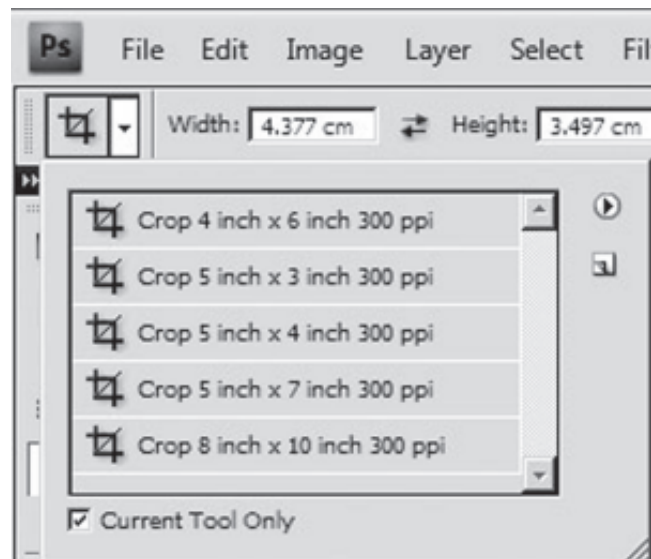 Ps File Edit Image Layer Select Fil
Width: 4.377 cm Height: 3.497 cm
Crop 4 inch x 6 inch 300 ppi
Crop 5 inch x 3 inch 300 ppi
Crop 5 inch x 4 inch 300 ppi
Crop 5 inch x 7 inch 300 ppi
Crop 8 inch x 10 inch 300 ppi
Current Tool Only